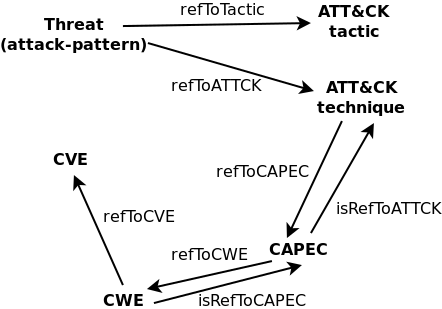 refToTactic
ATT&CK
tactic
Threat
(attack-pattern)
refToATTCK
ATT&CK
technique
CVE
refToCAPEC
isRefToATTCK
refToCVE
refToCWE
CAPEC
CWE
isRefToCAPEC